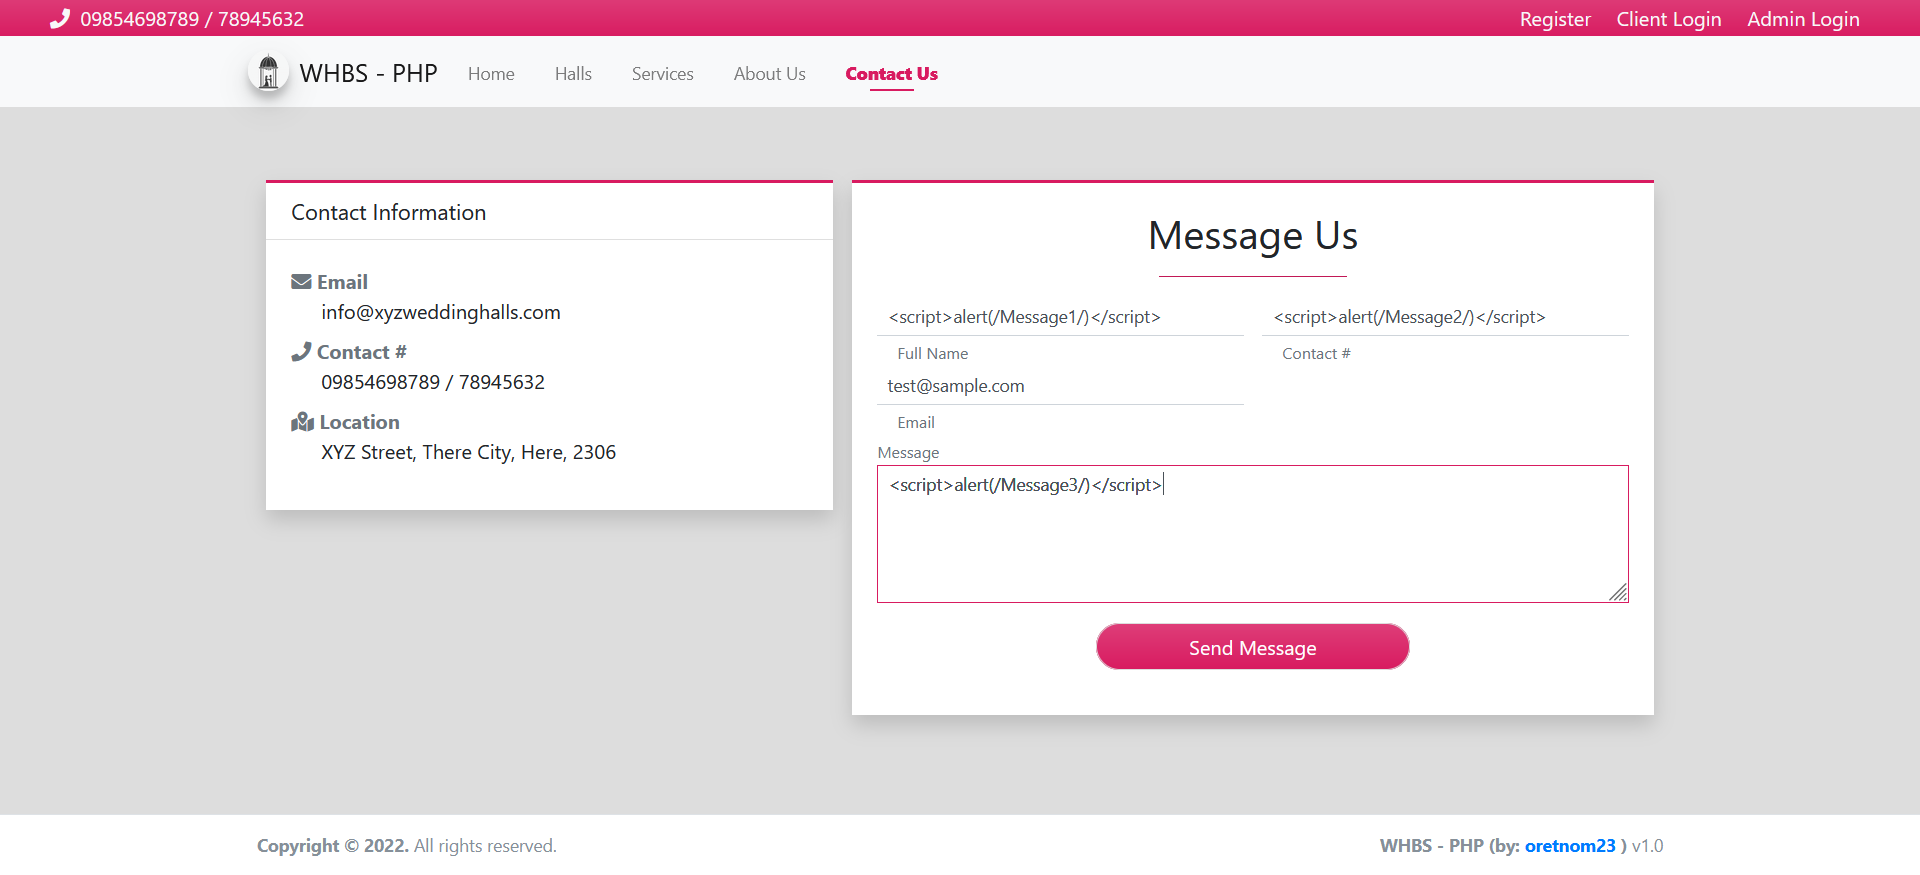 09854698789 / 78945632
Register Client Login Admin Login
WHBS - PHP Home Halls Services About Us Contact Us
Contact Information
Email
info@xyzweddinghalls.com
Contact #
09854698789 / 78945632
Location
XYZ Street, There City, Here, 2306
Message Us
<script>alert(/Message1/)</script> <script>alert(/Message2/)</script>
Full Name Contact #
test@sample.com
Email
Message
<script>alert(/Message3/)</script>
Send Message
Copyright © 2022. All rights reserved.
WHBS - PHP (by: oretnom23 ) v1.0